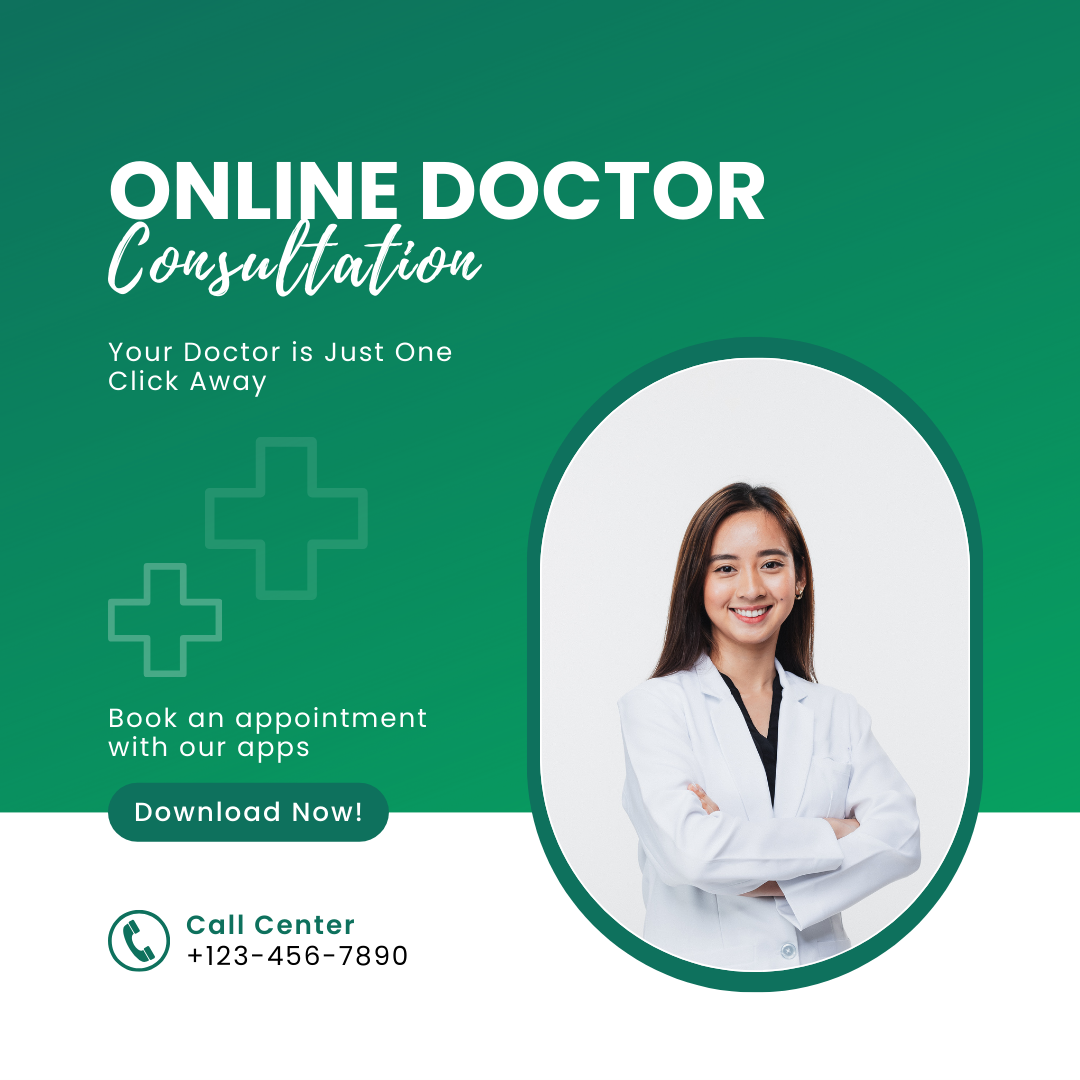 ONLINE DOCTOR
Consultation
Your Doctor is Just One
Click Away
Book an appointment
with our apps
Download Now!
Call Center
+123-456-7890